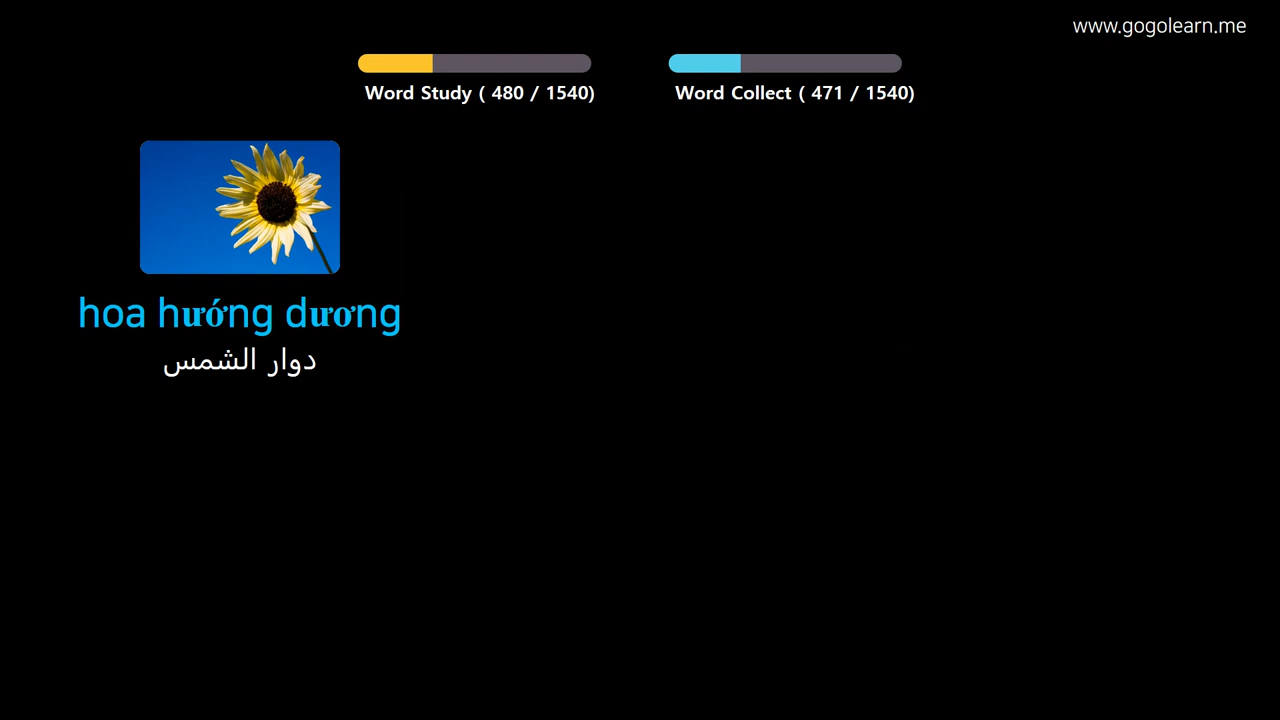 www.gogolearn.me
Word Study ( 480 / 1540)
Word Collect ( 471 / 1540)
hoa hướng dương
دوار الشمس